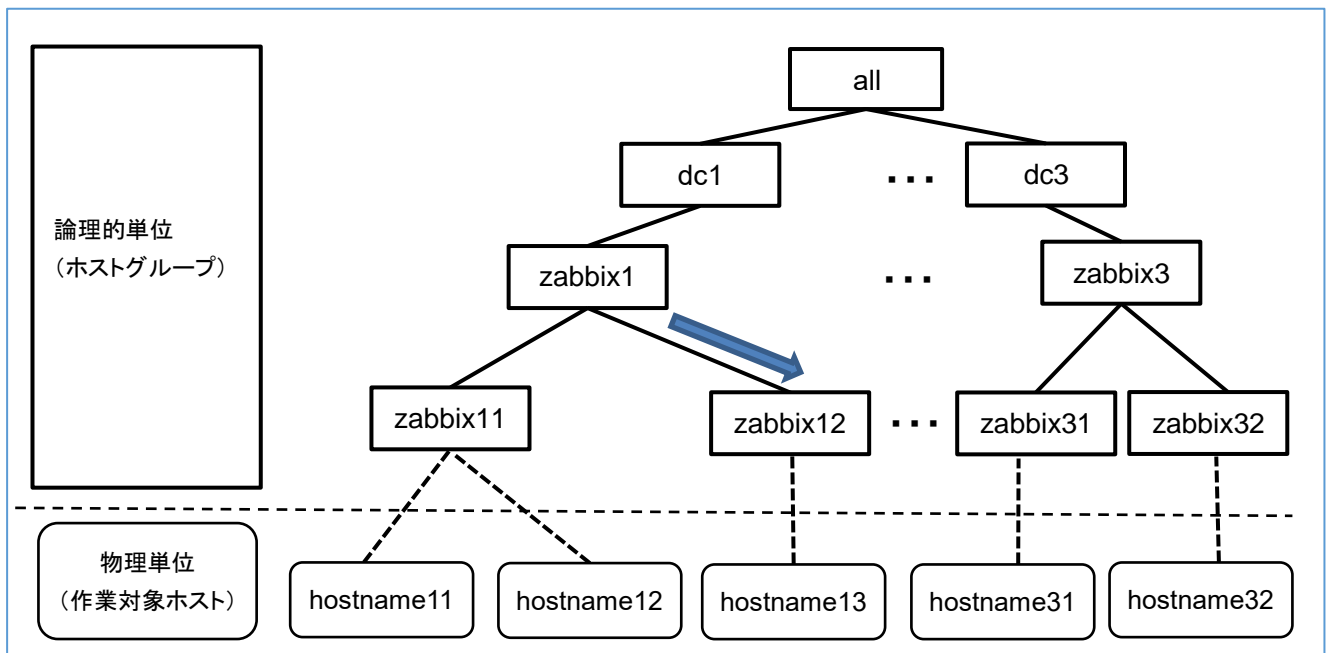 論理的単位
（ホストグループ）
all
dc1
･･･
dc3
zabbix1
･･･
zabbix3
zabbix11
zabbix12
･･･
zabbix31
zabbix32
物理単位
（作業対象ホスト）
hostname11
hostname12
hostname13
hostname31
hostname32